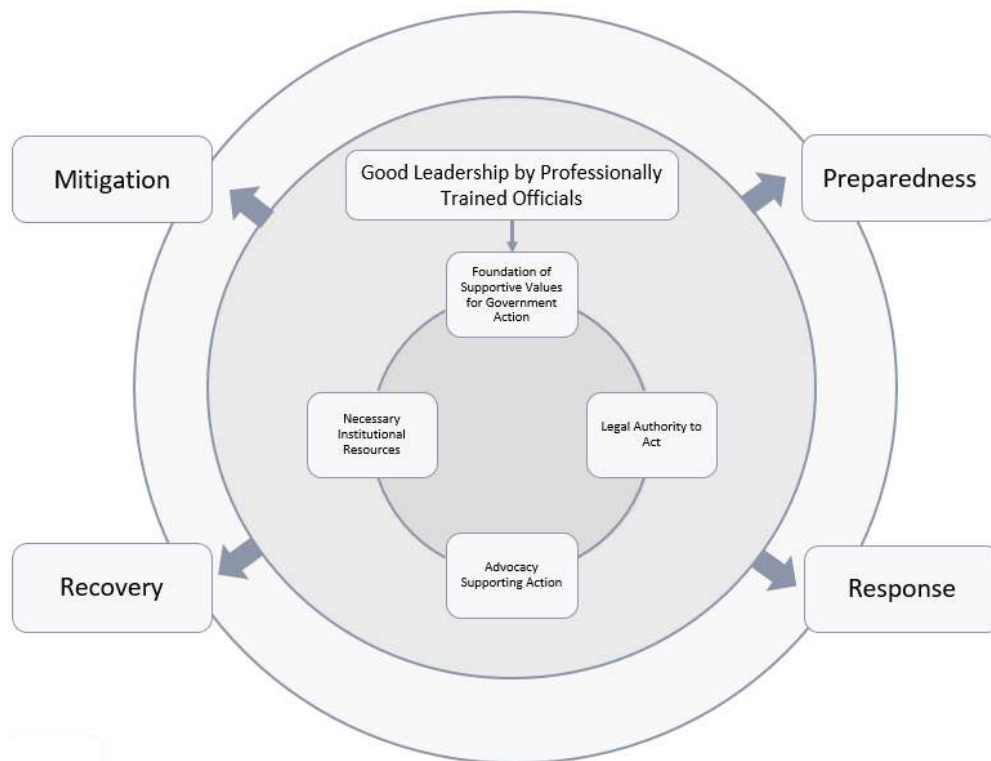 Good Leadership by Professionally
Trained Officials
Mitigation
Preparedness
Foundation of
Supportive Values
for Government
Action
Necessary
Institutional
Resources
Legal Authority to
Act
Advocacy
Supporting Action
Recovery
Response